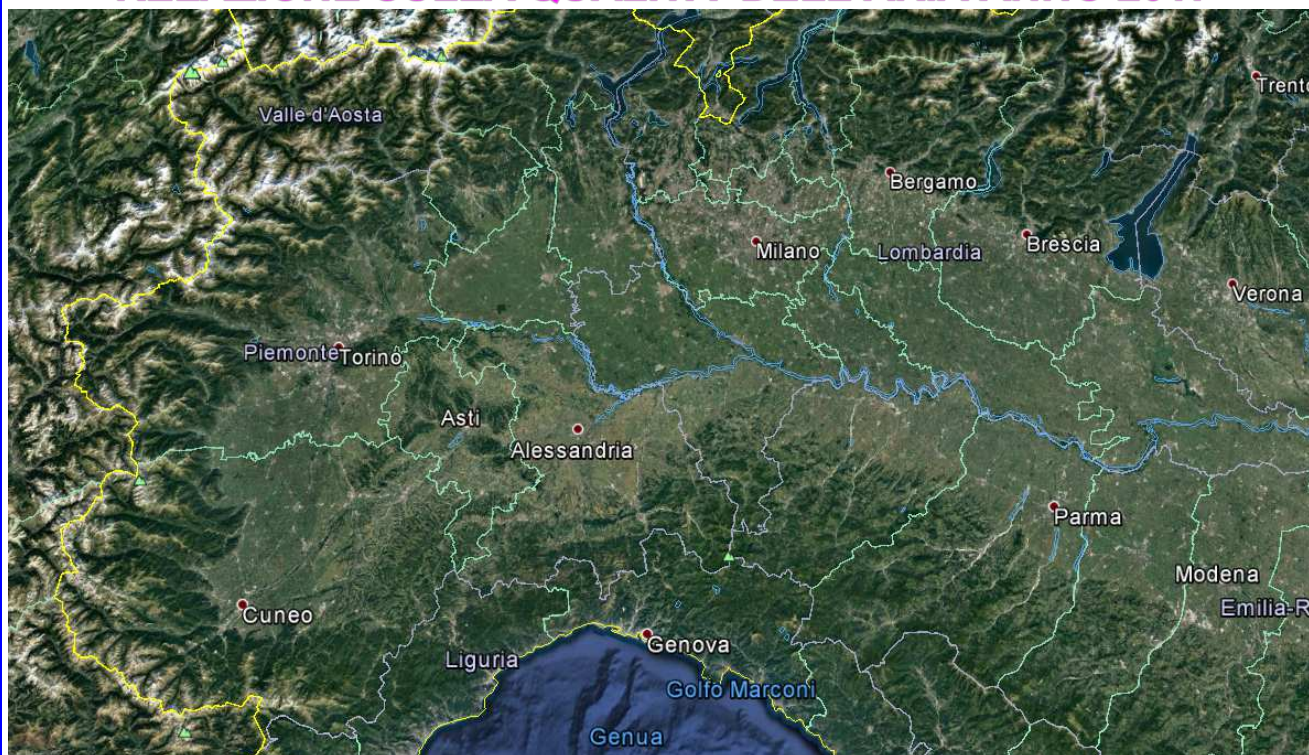 Trento
Valle d'Aosta
Bergamo
Milano
Lombardia
Brescia
Verona
Piemonte
Torino
Asti
Alessandria
Parma
Modena
Emilia-R
Cuneo
Genova
Liguria
Golfo Marconi
Genua